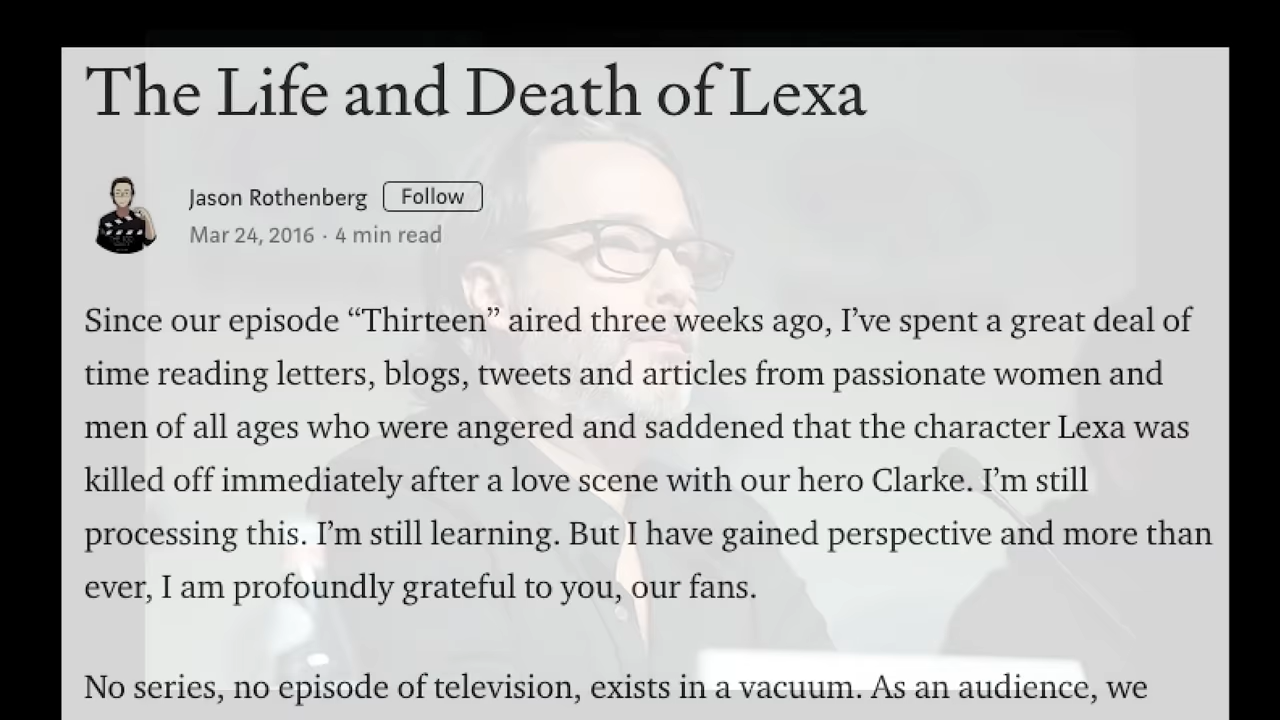 The Life and Death of Lexa
Jason Rothenberg Follow
Mar 24, 2016 · 4 min read
Since our episode “Thirteen” aired three weeks ago, I’ve spent a great deal of
time reading letters, blogs, tweets and articles from passionate women and
men of all ages who were angered and saddened that the character Lexa was
killed off immediately after a love scene with our hero Clarke. I’m still
processing this. I’m still learning. But I have gained perspective and more than
ever, I am profoundly grateful to you, our fans.
No series, no episode of television, exists in a vacuum. As an audience, we